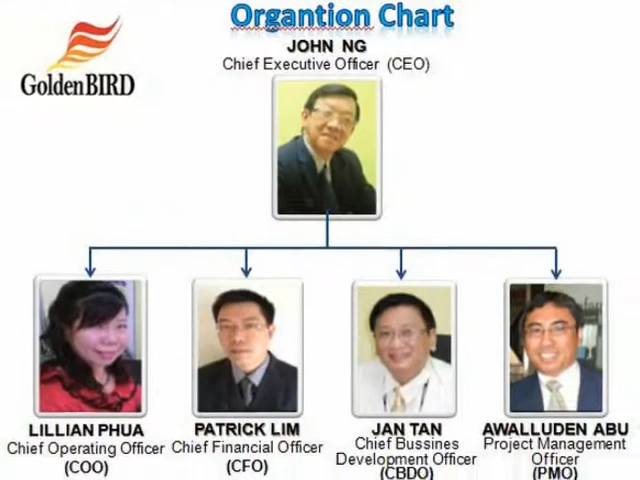 Organtion Chart
GoldenBIRD
JOHN NG
Chief Executive Officer (CEO)
LILLIAN PHUA
Chief Operating Officer
(COO)
PATRICK LIM
Chief Financial Officer
(CFO)
JAN TAN
Chief Bussines
Development Officer
(CBDO)
AWALLUDEN ABU
Project Management
Officer
(PMO)